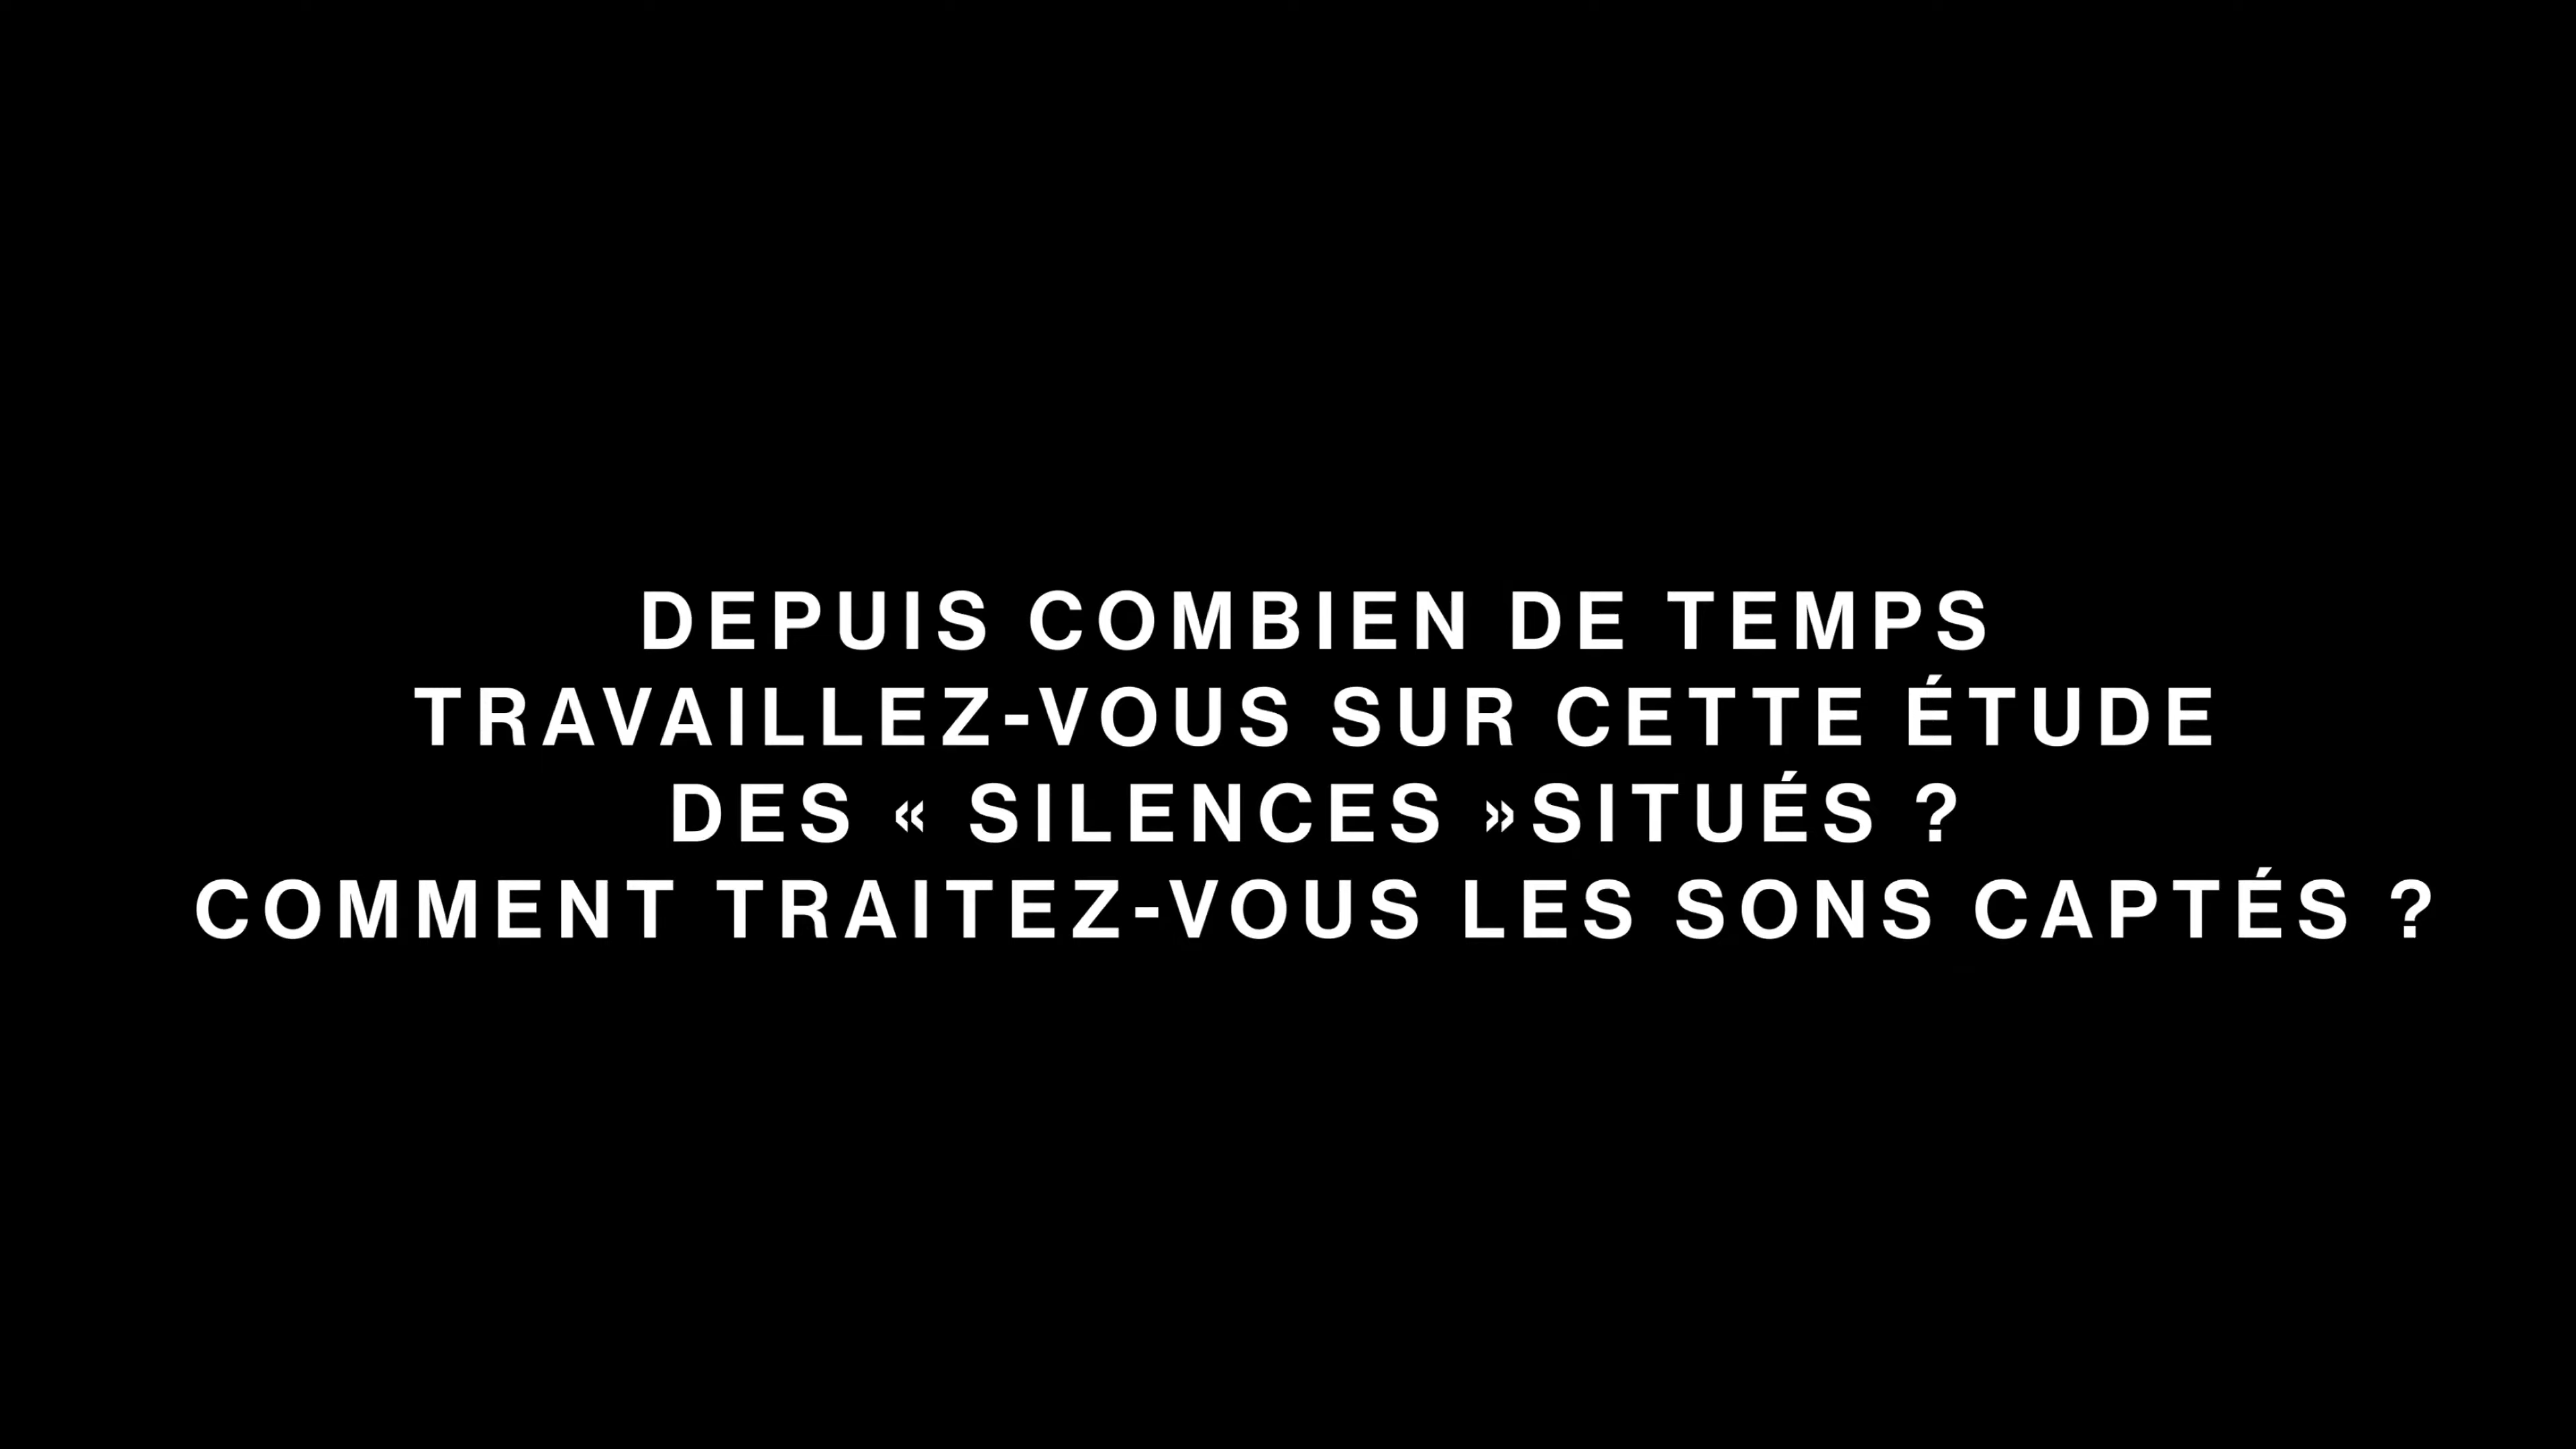 DEPUIS COMBIEN DE TEMPS
TRAVAILLEZ-VOUS SUR CETTE ÉTUDE
DES « SILENCES »SITUÉS ?
COMMENT TRAITEZ-VOUS LES SONS CAPTÉS ?